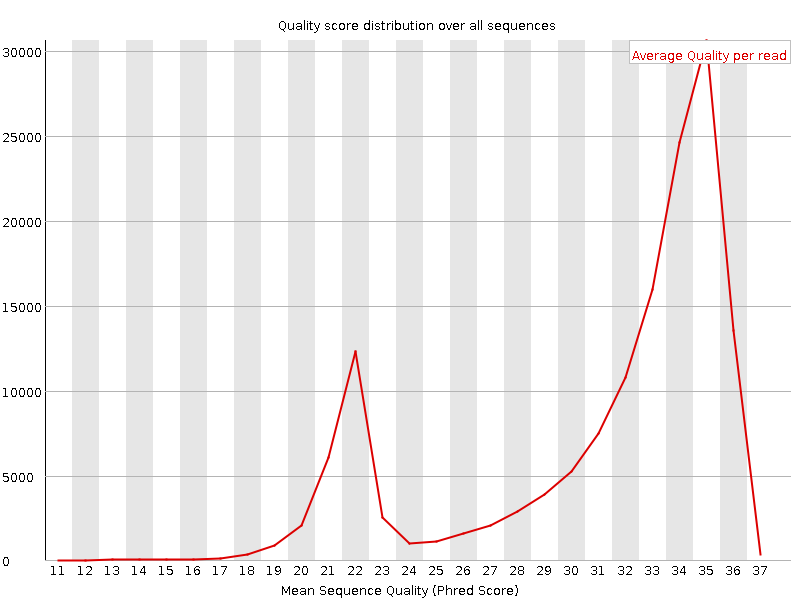 Quality score distribution over all sequences
Average Quality per read
30000
25000
20000
15000
10000
5000
0
11 12 13 14 15 16 17 18 19 20 21 22 23 24 25 26 27 28 29 30 31 32 33 34 35 36 37
Mean Sequence Quality (Phred Score)